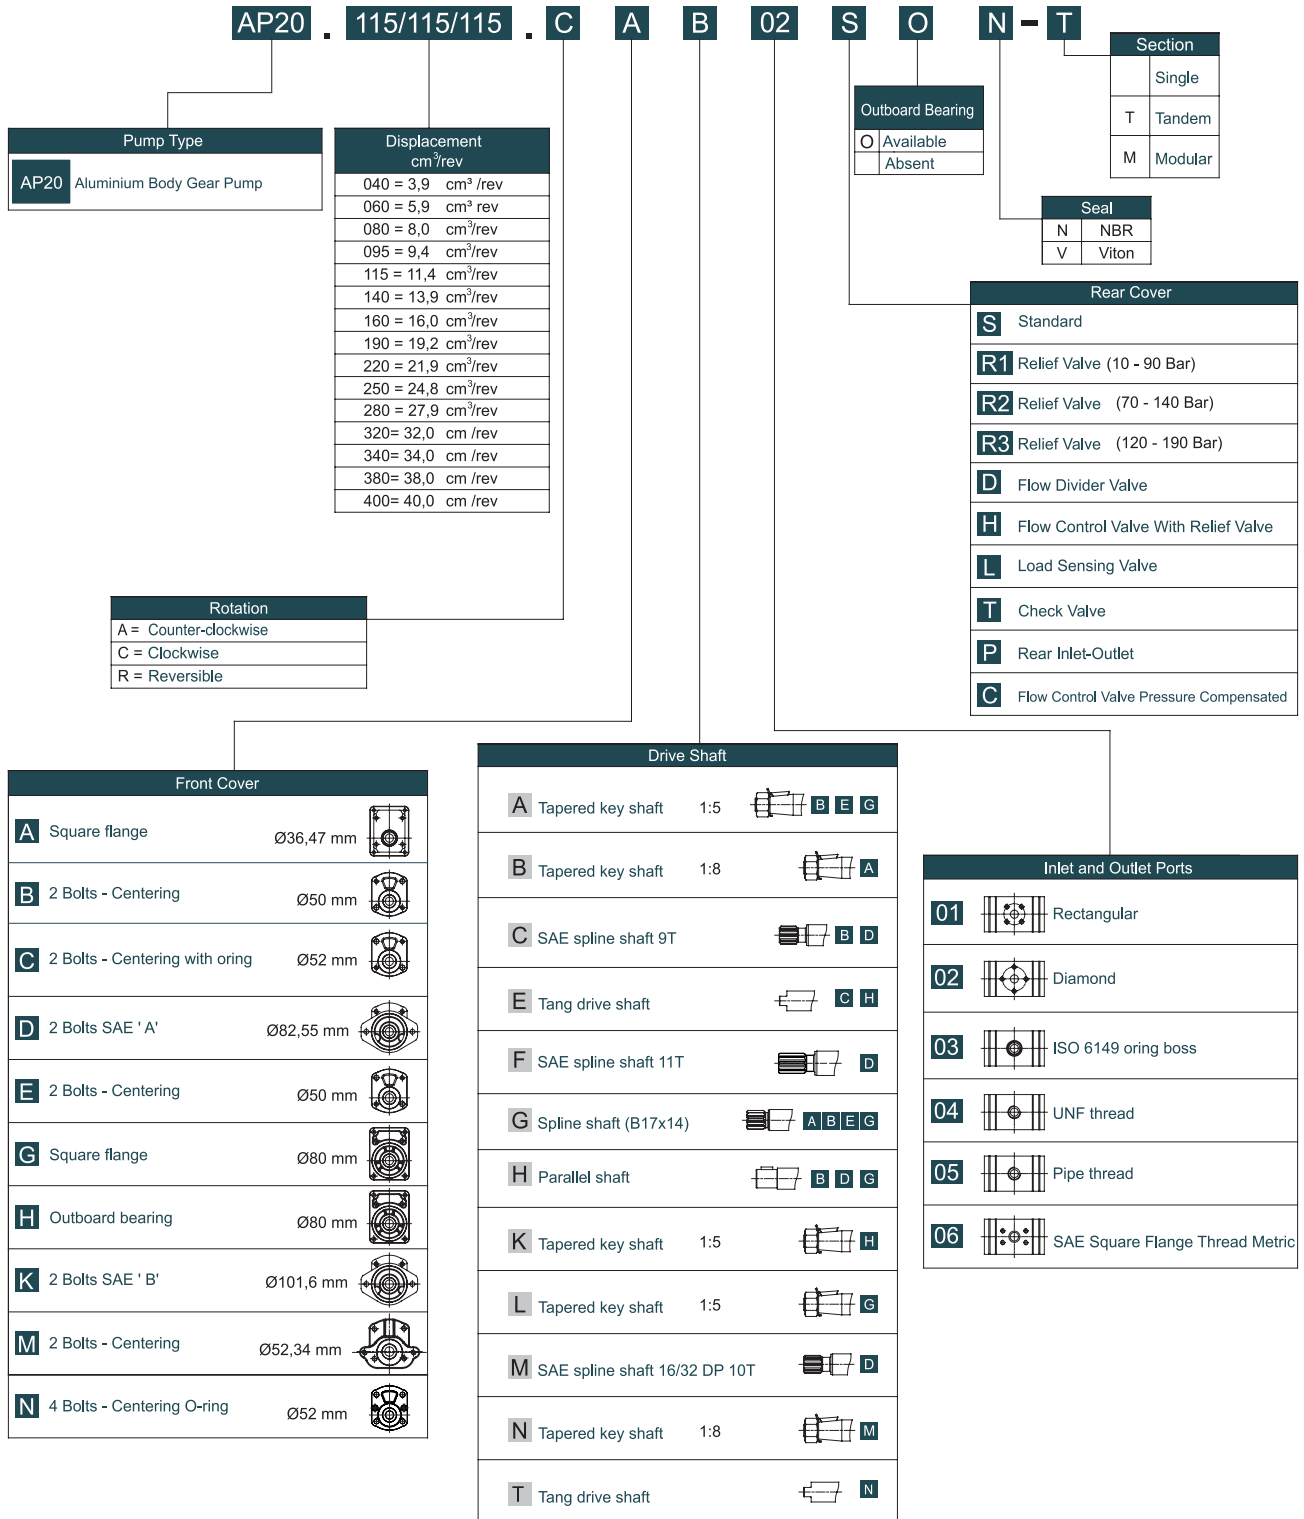 AP20 . 115/115/115 . C A B 02 S O N - T
Section
Single
T Tandem
M Modular
Outboard Bearing
O Available
Absent
Pump Type
AP20 Aluminium Body Gear Pump
Displacement
cm³/rev
040 = 3,9 cm³ /rev
060 = 5,9 cm³ rev
080 = 8,0 cm³/rev
095 = 9,4 cm³/rev
115 = 11,4 cm³/rev
140 = 13,9 cm³/rev
160 = 16,0 cm³/rev
190 = 19,2 cm³/rev
220 = 21,9 cm³/rev
250 = 24,8 cm³/rev
280 = 27,9 cm³/rev
320= 32,0 cm /rev
340= 34,0 cm /rev
380= 38,0 cm /rev
400= 40,0 cm /rev
Seal
N NBR
V Viton
Rear Cover
S Standard
R1 Relief Valve (10 - 90 Bar)
R2 Relief Valve (70 - 140 Bar)
R3 Relief Valve (120 - 190 Bar)
D Flow Divider Valve
H Flow Control Valve With Relief Valve
L Load Sensing Valve
T Check Valve
P Rear Inlet-Outlet
C Flow Control Valve Pressure Compensated
Rotation
A = Counter-clockwise
C = Clockwise
R = Reversible
Front Cover
A Square flange Ø36,47 mm
B 2 Bolts - Centering Ø50 mm
C 2 Bolts - Centering with oring Ø52 mm
D 2 Bolts SAE ' A' Ø82,55 mm
E 2 Bolts - Centering Ø50 mm
G Square flange Ø80 mm
H Outboard bearing Ø80 mm
K 2 Bolts SAE ' B' Ø101,6 mm
M 2 Bolts - Centering Ø52,34 mm
N 4 Bolts - Centering O-ring Ø52 mm
Drive Shaft
A Tapered key shaft 1:5 B E G
B Tapered key shaft 1:8 A
C SAE spline shaft 9T B D
E Tang drive shaft C H
F SAE spline shaft 11T D
G Spline shaft (B17x14) A B E G
H Parallel shaft B D G
K Tapered key shaft 1:5 H
L Tapered key shaft 1:5 G
M SAE spline shaft 16/32 DP 10T D
N Tapered key shaft 1:8 M
T Tang drive shaft N
Inlet and Outlet Ports
01 Rectangular
02 Diamond
03 ISO 6149 oring boss
04 UNF thread
05 Pipe thread
06 SAE Square Flange Thread Metric